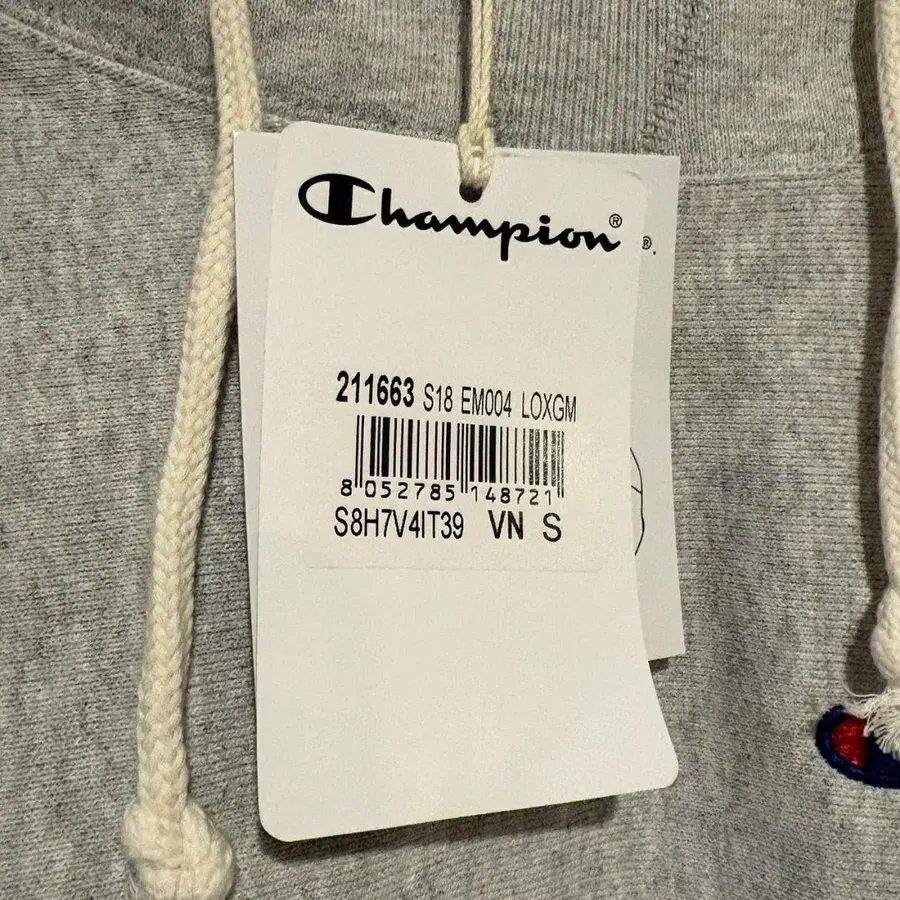 Champion®
®.
211663 S18 EM004 LOXGM
8 052785 148721
S8H7V4IT39 VN S